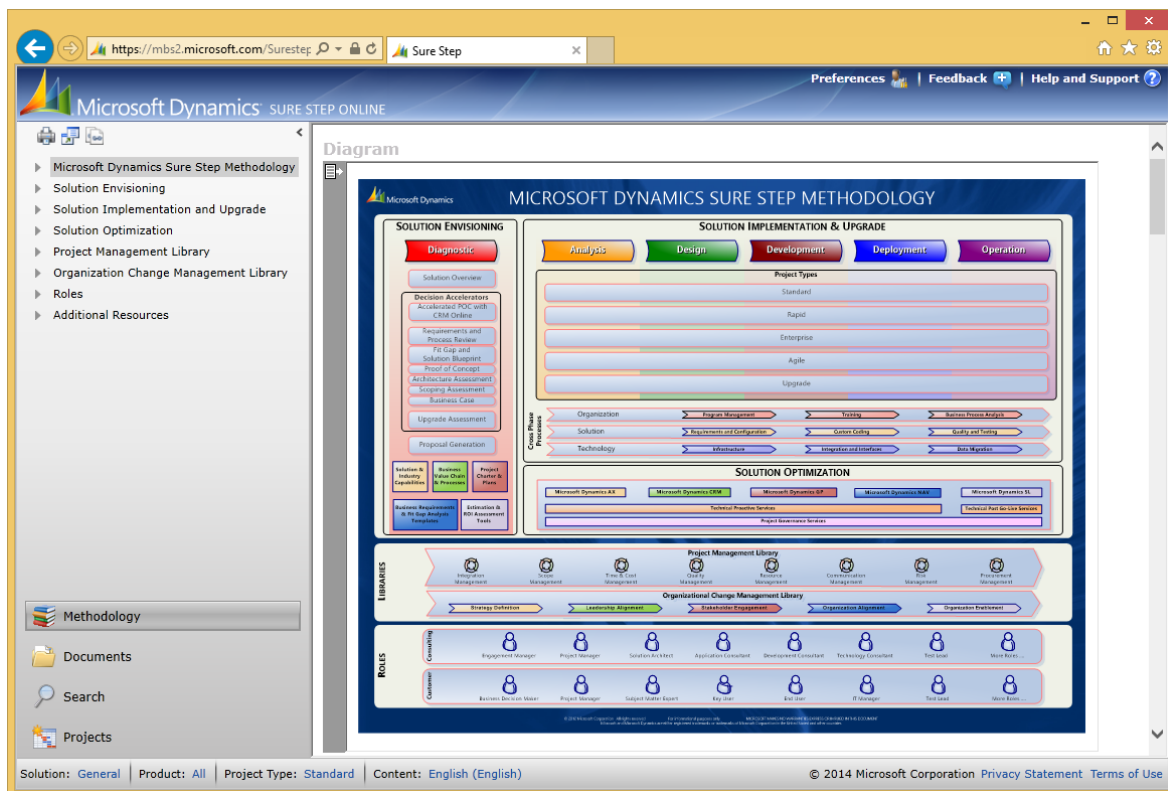 https://mbs2.microsoft.com/Surestep
Sure Step
Preferences | Feedback | Help and Support
Microsoft Dynamics SURE STEP ONLINE
Microsoft Dynamics Sure Step Methodology
Solution Envisioning
Solution Implementation and Upgrade
Solution Optimization
Project Management Library
Organization Change Management Library
Roles
Additional Resources
Methodology
Documents
Search
Projects
Diagram
Microsoft Dynamics
MICROSOFT DYNAMICS SURE STEP METHODOLOGY
SOLUTION ENVISIONING
Diagnostic
Solution Overview
Decision Accelerators
Accelerated POC with
CRM Online
Requirements and
Process Review
Fit Gap and
Solution Blueprint
Proof of Concept
Architecture Assessment
Scoping Assessment
Business Case
Upgrade Assessment
Proposal Generation
Solution &
Industry
Capabilities
Business
Value Chain
& Processes
Project
Charter &
Plans
Business Requirements
& Fit Gap Analysis
Templates
Estimation &
ROI Assessment
Tools
SOLUTION IMPLEMENTATION & UPGRADE
Analysis Design Development Deployment Operation
Project Types
Standard
Rapid
Enterprise
Agile
Upgrade
Cross Phase
Processes
Organization Program Management Training Business Process Analysis
Solution Requirements and Configuration Custom Coding Quality and Testing
Technology Infrastructure Integration and Interfaces Data Migration
SOLUTION OPTIMIZATION
Microsoft Dynamics AX Microsoft Dynamics CRM Microsoft Dynamics GP Microsoft Dynamics NAV Microsoft Dynamics SL
Technical Proactive Services Technical Post Go-Live Services
Project Governance Services
LIBRARIES
Project Management Library
Integration
Management
Scope
Management
Time & Cost
Management
Quality
Management
Resource
Management
Communication
Management
Risk
Management
Procurement
Management
Organizational Change Management Library
Strategy Definition Leadership Alignment Stakeholder Engagement Organization Alignment Organization Enablement
ROLES
Consulting
Engagement Manager Project Manager Solution Architect Application Consultant Development Consultant Technology Consultant Test Lead More Roles ...
Customer
Business Decision Maker Project Manager Subject Matter Expert Key User End User IT Manager Test Lead More Roles ...
Solution: General | Product: All | Project Type: Standard | Content: English (English)
© 2014 Microsoft Corporation Privacy Statement Terms of Use